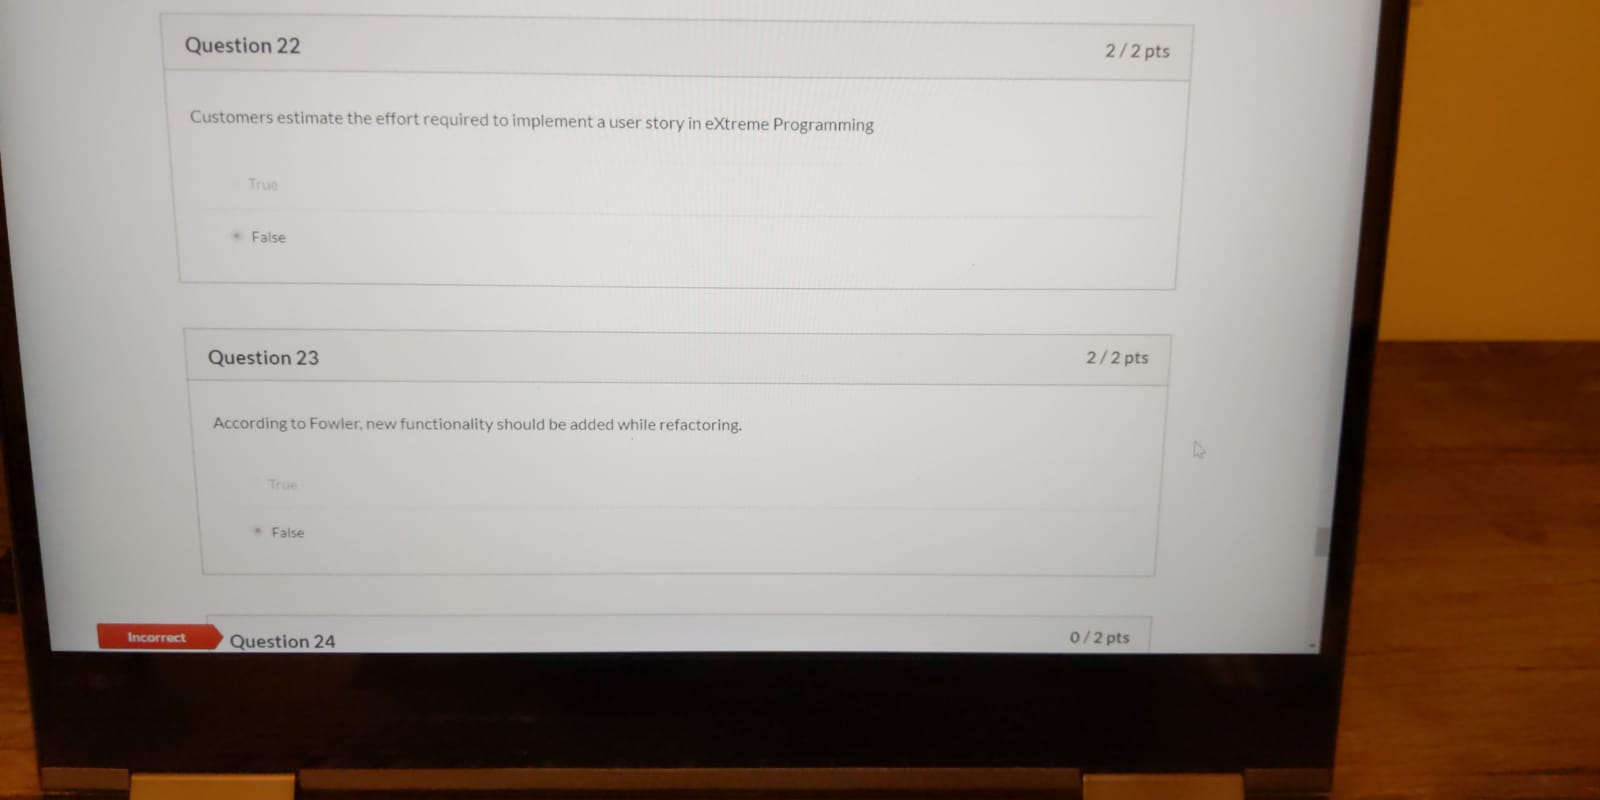 Question 22
2 / 2 pts
Customers estimate the effort required to implement a user story in eXtreme Programming
True
False
Question 23
2 / 2 pts
According to Fowler, new functionality should be added while refactoring.
True
False
Incorrect
Question 24
0 / 2 pts